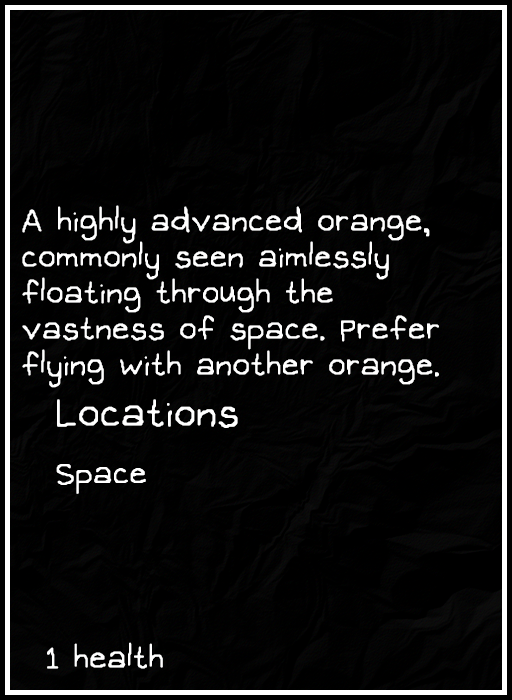 A highly advanced orange,
commonly seen aimlessly
floating through the
vastness of space. Prefer
flying with another orange.
Locations
Space
1 health